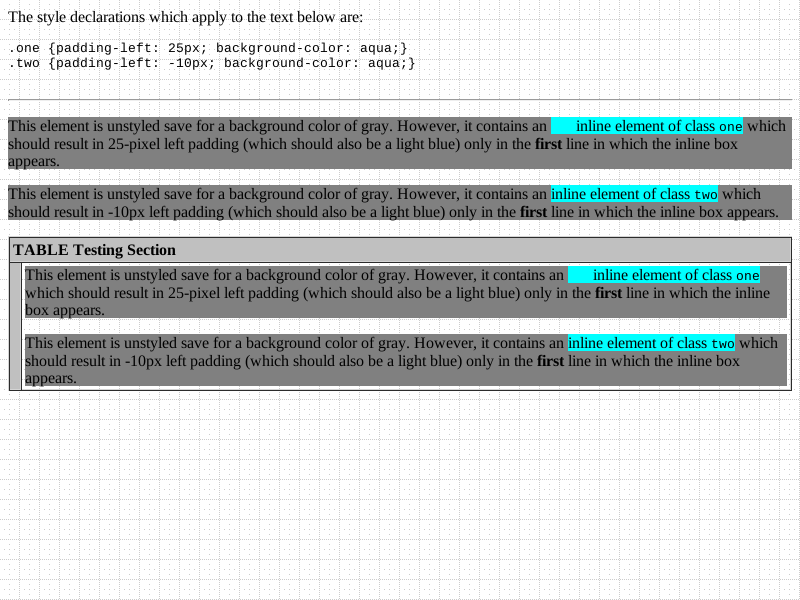 The style declarations which apply to the text below are:
.one {padding-left: 25px; background-color: aqua;}
.two {padding-left: -10px; background-color: aqua;}
This element is unstyled save for a background color of gray. However, it contains an inline element of class one which
should result in 25-pixel left padding (which should also be a light blue) only in the first line in which the inline box
appears.
This element is unstyled save for a background color of gray. However, it contains an inline element of class two which
should result in -10px left padding (which should also be a light blue) only in the first line in which the inline box appears.
TABLE Testing Section
This element is unstyled save for a background color of gray. However, it contains an inline element of class one
which should result in 25-pixel left padding (which should also be a light blue) only in the first line in which the inline
box appears.
This element is unstyled save for a background color of gray. However, it contains an inline element of class two which
should result in -10px left padding (which should also be a light blue) only in the first line in which the inline box
appears.